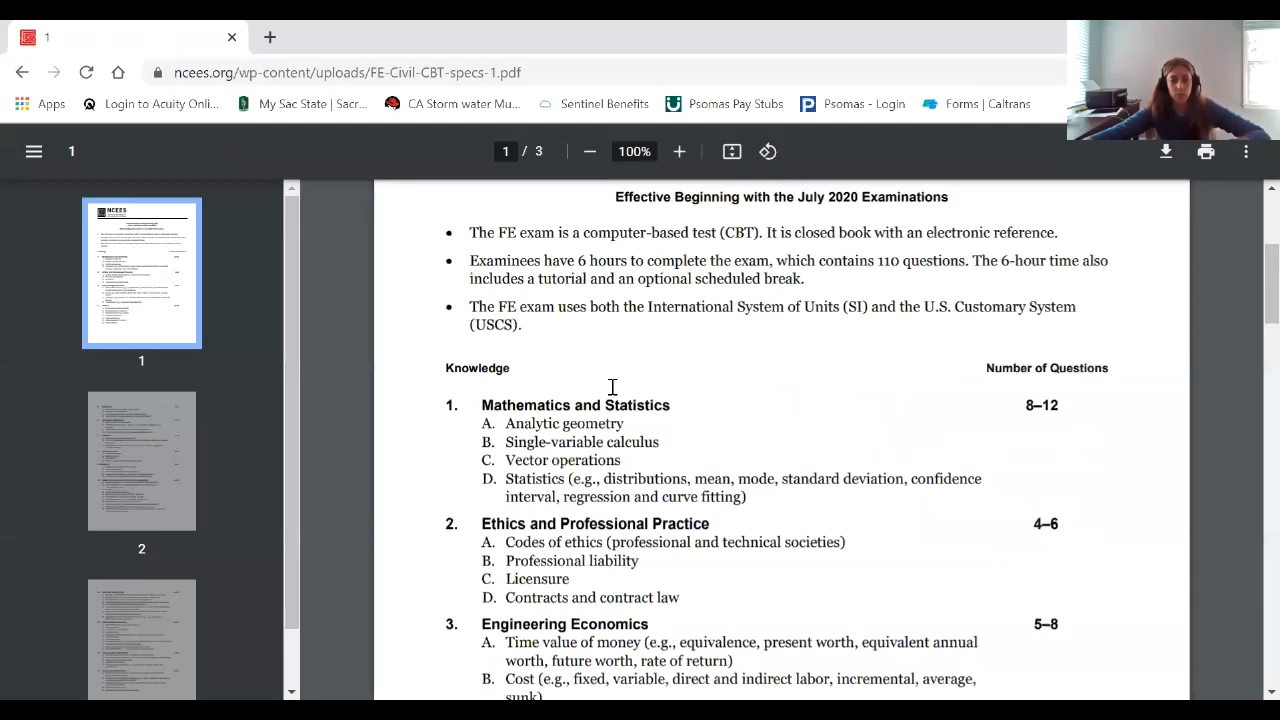 1
ncees.org/wp-content/uploads/FE-Civil-CBT-specs-1.pdf
Apps
Login to Acuity Onli...
My Sac State | Sacr...
CA Stormwater Mu...
Sentinel Benefits
Psomas Pay Stubs
Psomas - Login
Forms | Caltrans
1
1 / 3
100%
NCEES
1
2
Effective Beginning with the July 2020 Examinations
• The FE exam is a computer-based test (CBT). It is closed book with an electronic reference.
• Examinees have 6 hours to complete the exam, which contains 110 questions. The 6-hour time also
includes a tutorial and an optional scheduled break.
• The FE exam uses both the International System of Units (SI) and the U.S. Customary System
(USCS).
Knowledge Number of Questions
1. Mathematics and Statistics 8–12
A. Analytic geometry
B. Single-variable calculus
C. Vector operations
D. Statistics (e.g., distributions, mean, mode, standard deviation, confidence
interval, regression and curve fitting)
2. Ethics and Professional Practice 4–6
A. Codes of ethics (professional and technical societies)
B. Professional liability
C. Licensure
D. Contracts and contract law
3. Engineering Economics 5–8
A. Time value of money (e.g., equivalence, present worth, equivalent annual
worth, future worth, rate of return)
B. Cost (e.g., fixed, variable, direct and indirect labor, incremental, average,
sunk)